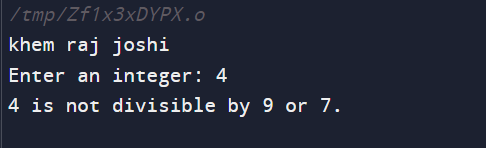 /tmp/Zf1x3xDYPX.o
khem raj joshi
Enter an integer: 4
4 is not divisible by 9 or 7.